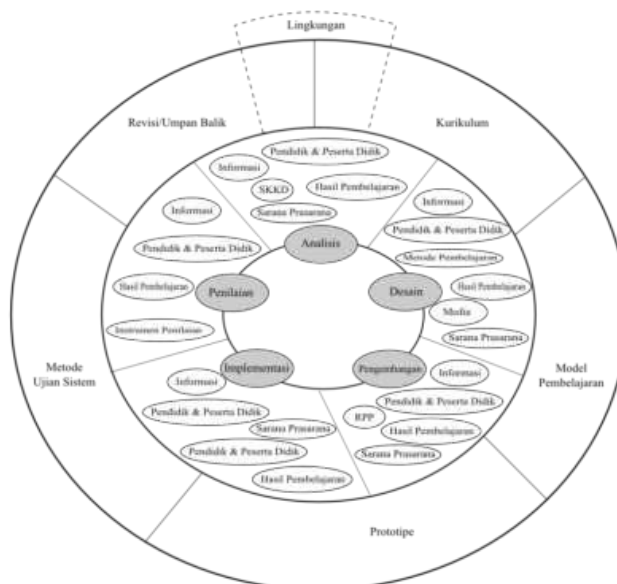 Lingkungan
Revisi/Umpan Balik
Kurikulum
Pendidik & Peserta Didik
Informasi
SKKD
Hasil Pembelajaran
Sarana Prasarana
Analisis
Informasi
Pendidik & Peserta Didik
Metode Pembelajaran
Hasil Pembelajaran
Desain
Media
Sarana Prasarana
Informasi
Pendidik & Peserta Didik
Hasil Pembelajaran
Penilaian
Instrumen Penilaian
Metode
Ujian Sistem
Model
Pembelajaran
Implementasi
Informasi
Pendidik & Peserta Didik
Sarana Prasarana
Pendidik & Peserta Didik
Hasil Pembelajaran
Pengembangan
Informasi
Pendidik & Peserta Didik
RPP
Hasil Pembelajaran
Sarana Prasarana
Prototipe